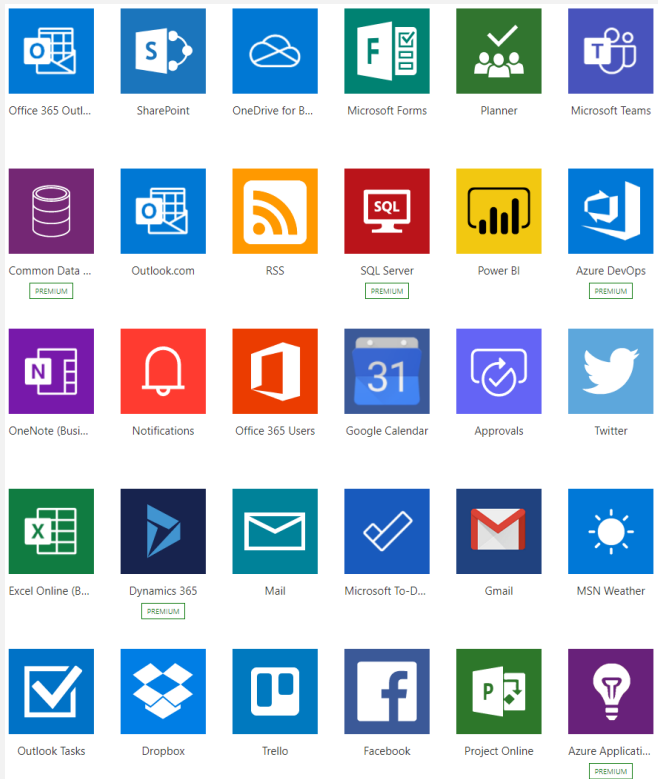 Office 365 Outl...
SharePoint
OneDrive for B...
Microsoft Forms
Planner
Microsoft Teams
SQL
Common Data ...
Outlook.com
RSS
SQL Server
Power BI
Azure DevOps
PREMIUM
PREMIUM
PREMIUM
31
OneNote (Busi...
Notifications
Office 365 Users
Google Calendar
Approvals
Twitter
Excel Online (B...
Dynamics 365
Mail
Microsoft To-D...
Gmail
MSN Weather
PREMIUM
Outlook Tasks
Dropbox
Trello
Facebook
Project Online
Azure Applicati...
PREMIUM